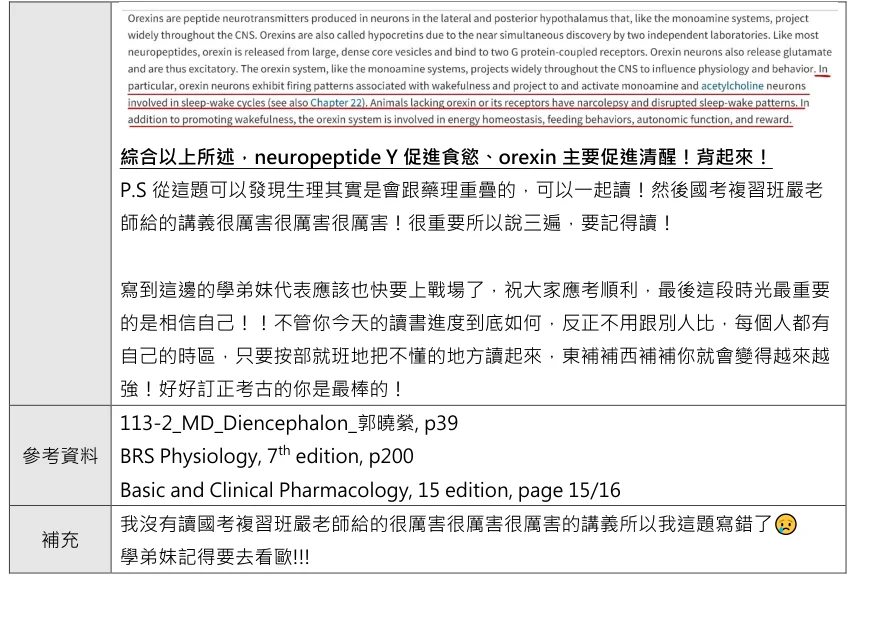 Orexins are peptide neurotransmitters produced in neurons in the lateral and posterior hypothalamus that, like the monoamine systems, project
widely throughout the CNS. Orexins are also called hypocretins due to the near simultaneous discovery by two independent laboratories. Like most
neuropeptides, orexin is released from large, dense core vesicles and bind to two G protein-coupled receptors. Orexin neurons also release glutamate
and are thus excitatory. The orexin system, like the monoamine systems, projects widely throughout the CNS to influence physiology and behavior. In
particular, orexin neurons exhibit firing patterns associated with wakefulness and project to and activate monoamine and acetylcholine neurons
involved in sleep-wake cycles (see also Chapter 22). Animals lacking orexin or its receptors have narcolepsy and disrupted sleep-wake patterns. In
addition to promoting wakefulness, the orexin system is involved in energy homeostasis, feeding behaviors, autonomic function, and reward.
綜合以上所述，neuropeptide Y 促進食慾、orexin 主要促進清醒！背起來！
P.S 從這題可以發現生理其實是會跟藥理重疊的，可以一起讀！然後國考複習班嚴老
師給的講義很厲害很厲害很厲害！很重要所以說三遍，要記得讀！
寫到這邊的學弟妹代表應該也快要上戰場了，祝大家應考順利，最後這段時光最重要
的是相信自己！！不管你今天的讀書進度到底如何，反正不用跟別人比，每個人都有
自己的時區，只要按部就班地把不懂的地方讀起來，東補補西補補你就會變得越來越
強！好好訂正考古的你是最棒的！
參考資料
113-2_MD_Diencephalon_郭曉縈, p39
BRS Physiology, 7th edition, p200
Basic and Clinical Pharmacology, 15 edition, page 15/16
補充
我沒有讀國考複習班嚴老師給的很厲害很厲害很厲害的講義所以我這題寫錯了😥
學弟妹記得要去看歐!!!